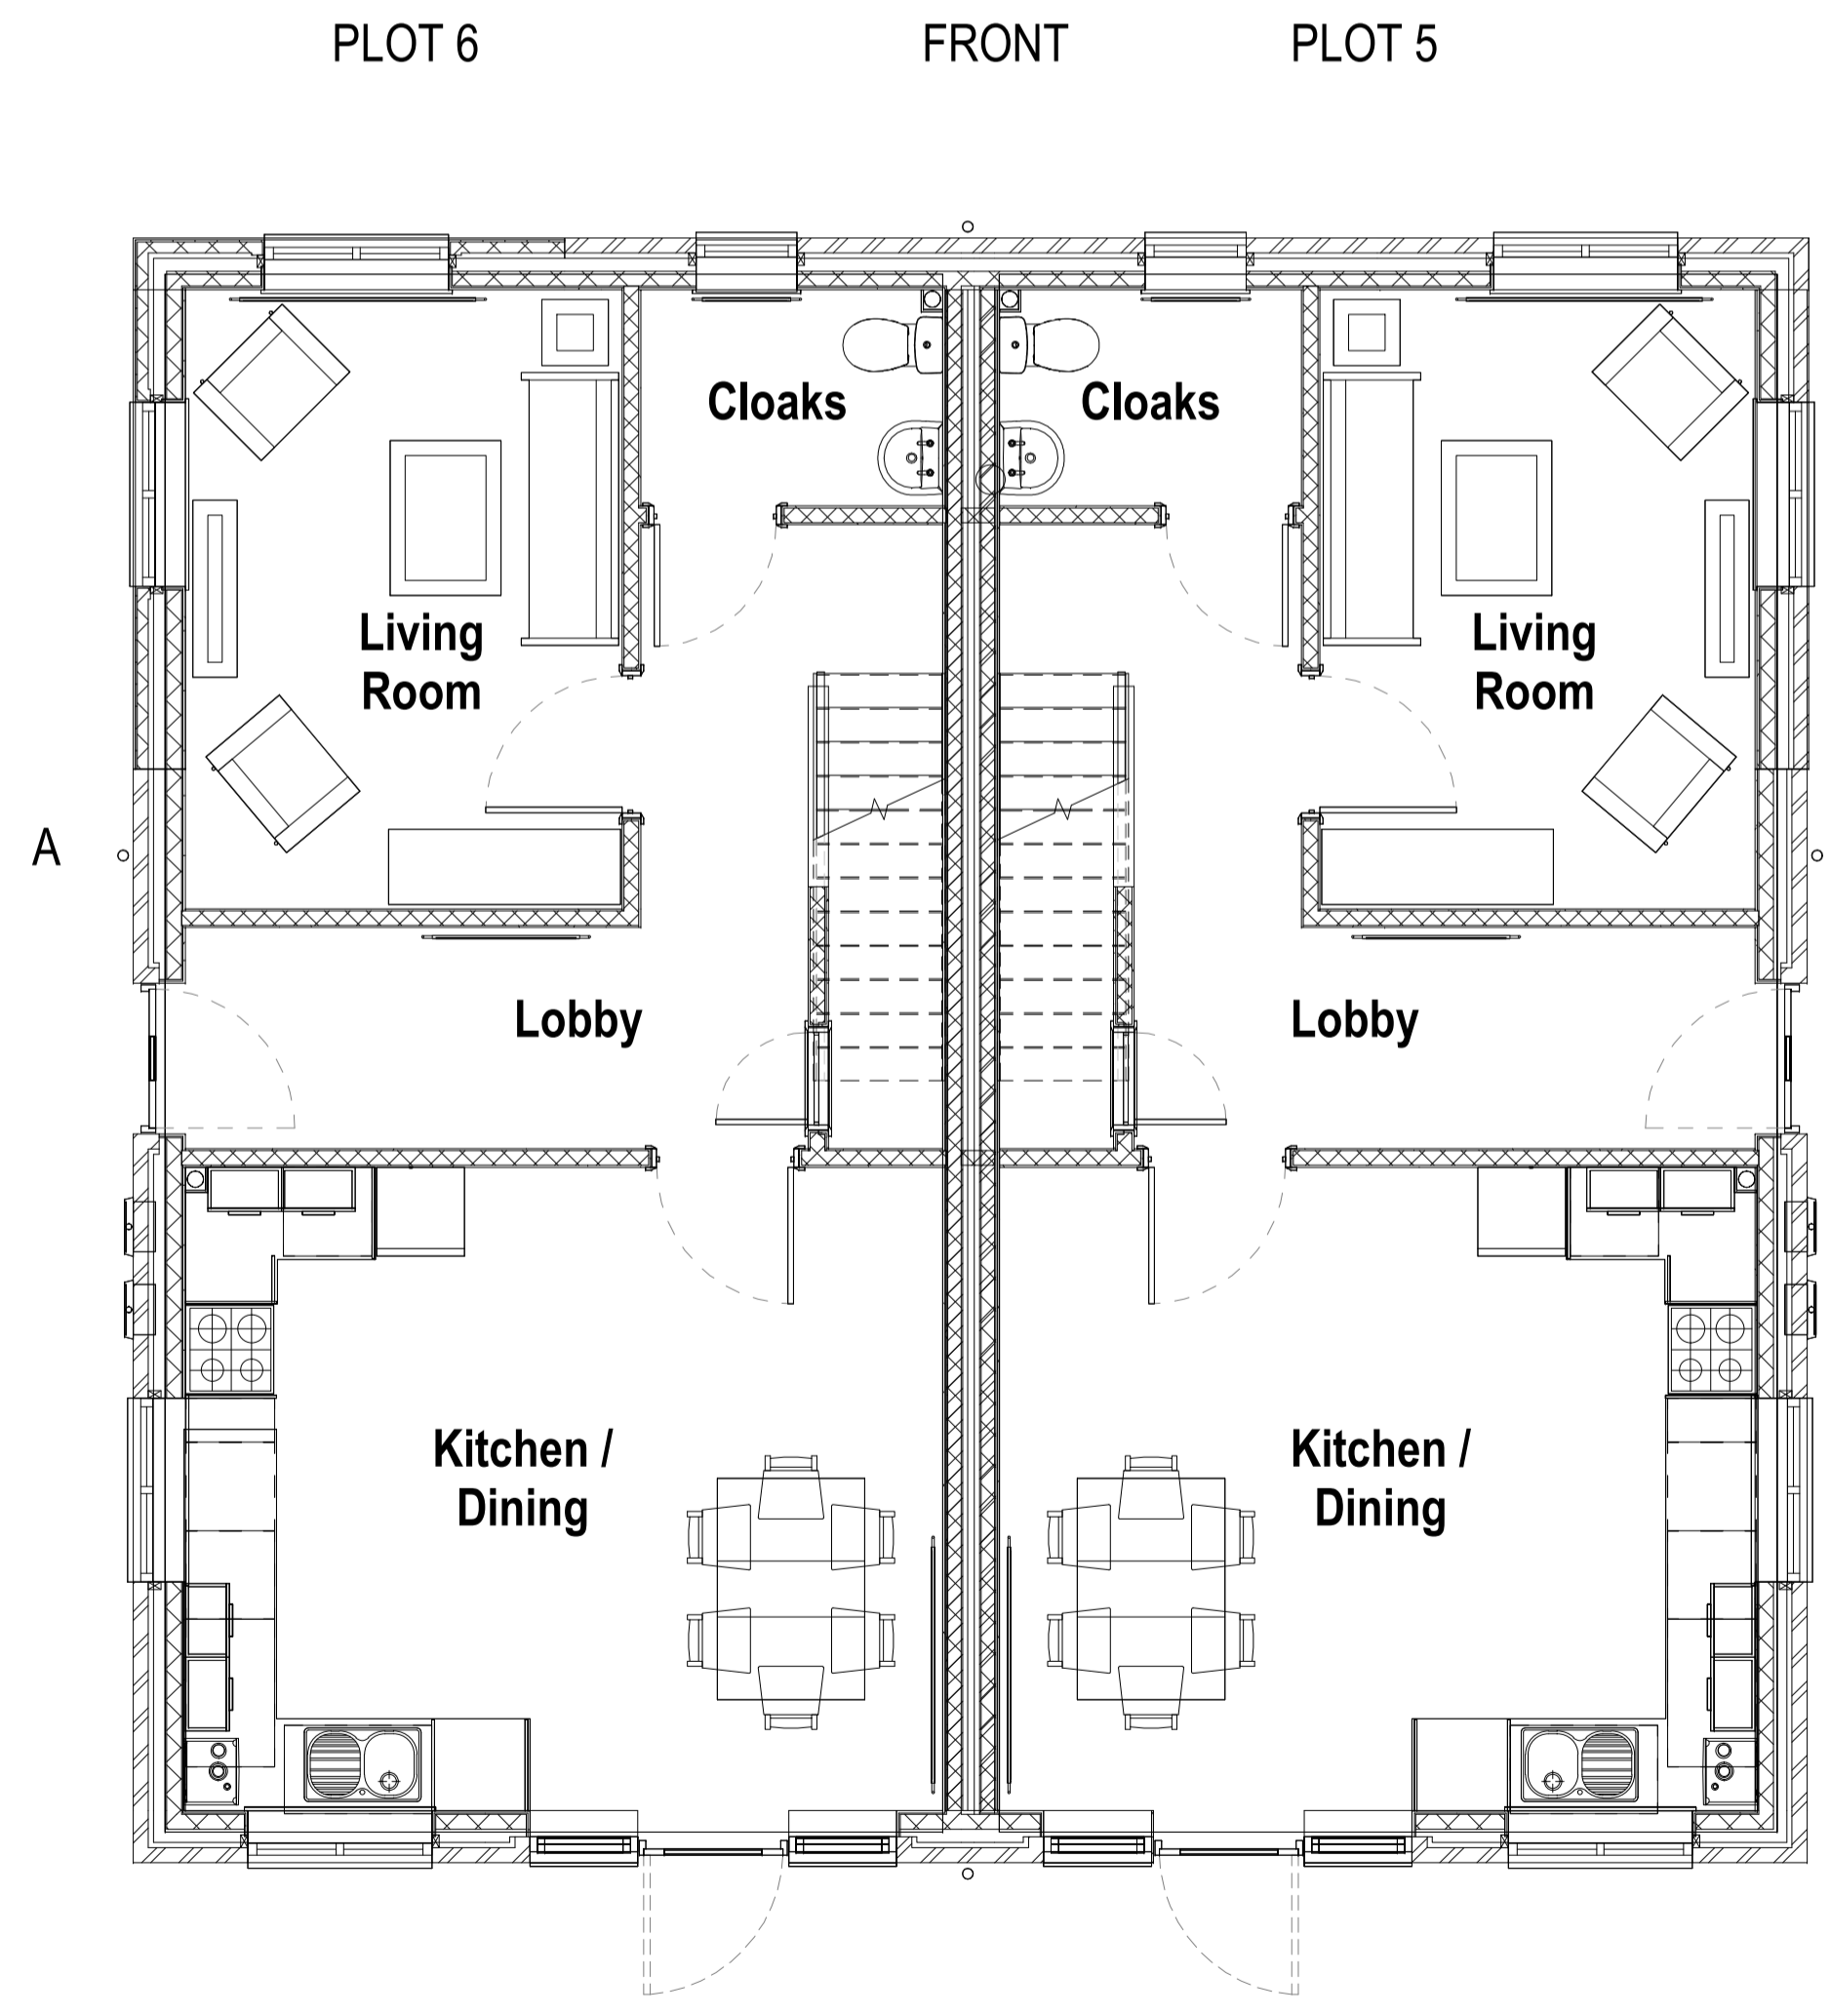 PLOT 6 FRONT PLOT 5
Cloaks Cloaks
Living Living
Room Room
A
Lobby Lobby
Kitchen / Kitchen /
Dining Dining